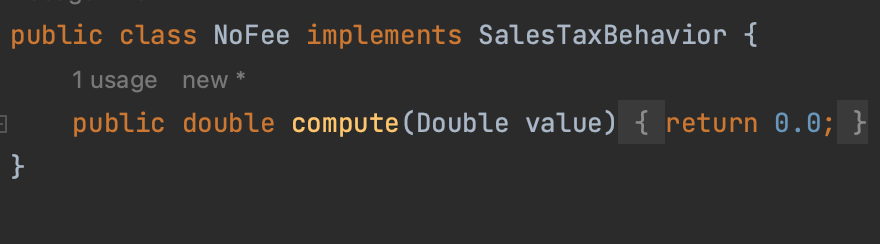 public class NoFee implements SalesTaxBehavior {
1 usage new *
public double compute(Double value) { return 0.0; }
}